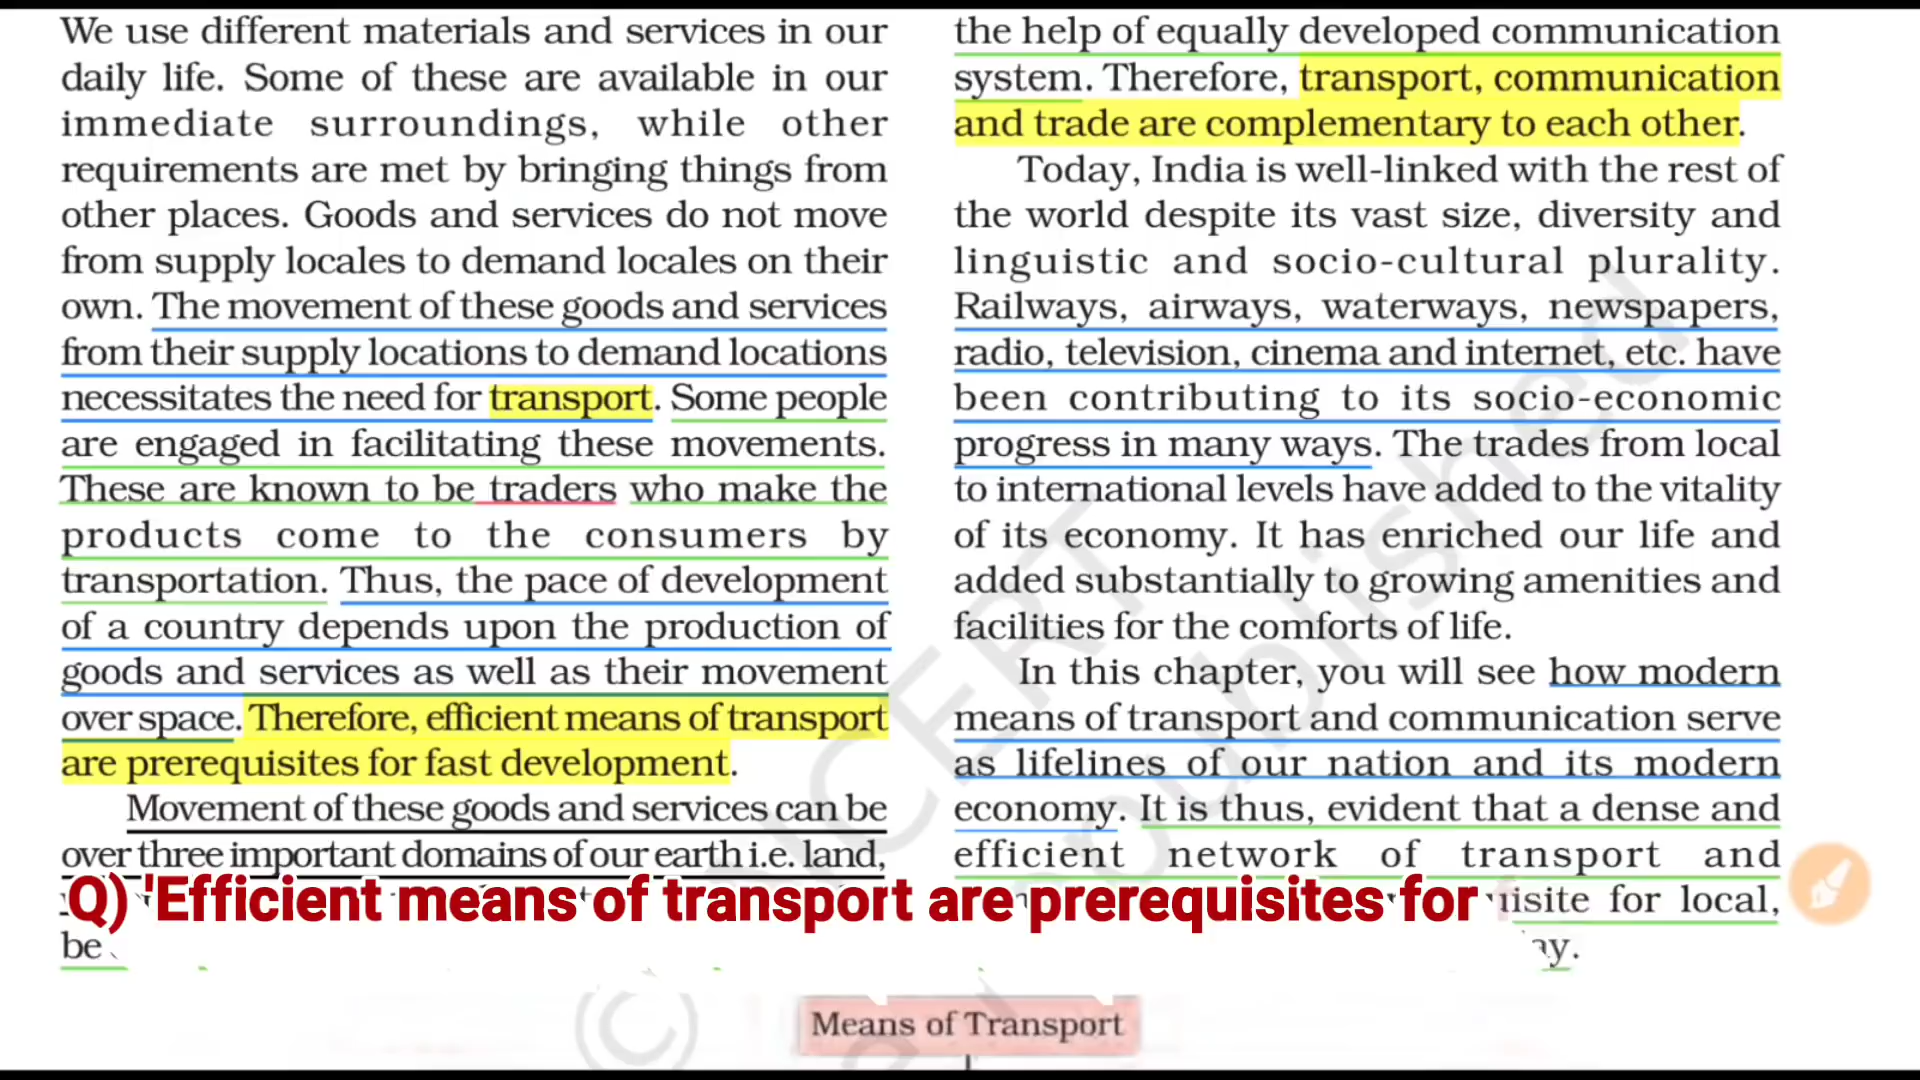 We use different materials and services in our
daily life. Some of these are available in our
immediate surroundings, while other
requirements are met by bringing things from
other places. Goods and services do not move
from supply locales to demand locales on their
own. The movement of these goods and services
from their supply locations to demand locations
necessitates the need for transport. Some people
are engaged in facilitating these movements.
These are known to be traders who make the
products come to the consumers by
transportation. Thus, the pace of development
of a country depends upon the production of
goods and services as well as their movement
over space. Therefore, efficient means of transport
are prerequisites for fast development.
Movement of these goods and services can be
over three important domains of our earth i.e. land,
be
the help of equally developed communication
system. Therefore, transport, communication
and trade are complementary to each other.
Today, India is well-linked with the rest of
the world despite its vast size, diversity and
linguistic and socio-cultural plurality.
Railways, airways, waterways, newspapers,
radio, television, cinema and internet, etc. have
been contributing to its socio-economic
progress in many ways. The trades from local
to international levels have added to the vitality
of its economy. It has enriched our life and
added substantially to growing amenities and
facilities for the comforts of life.
In this chapter, you will see how modern
means of transport and communication serve
as lifelines of our nation and its modern
economy. It is thus, evident that a dense and
efficient network of transport and
for local,
Q) 'Efficient means of transport are prerequisites for
Means of Transport